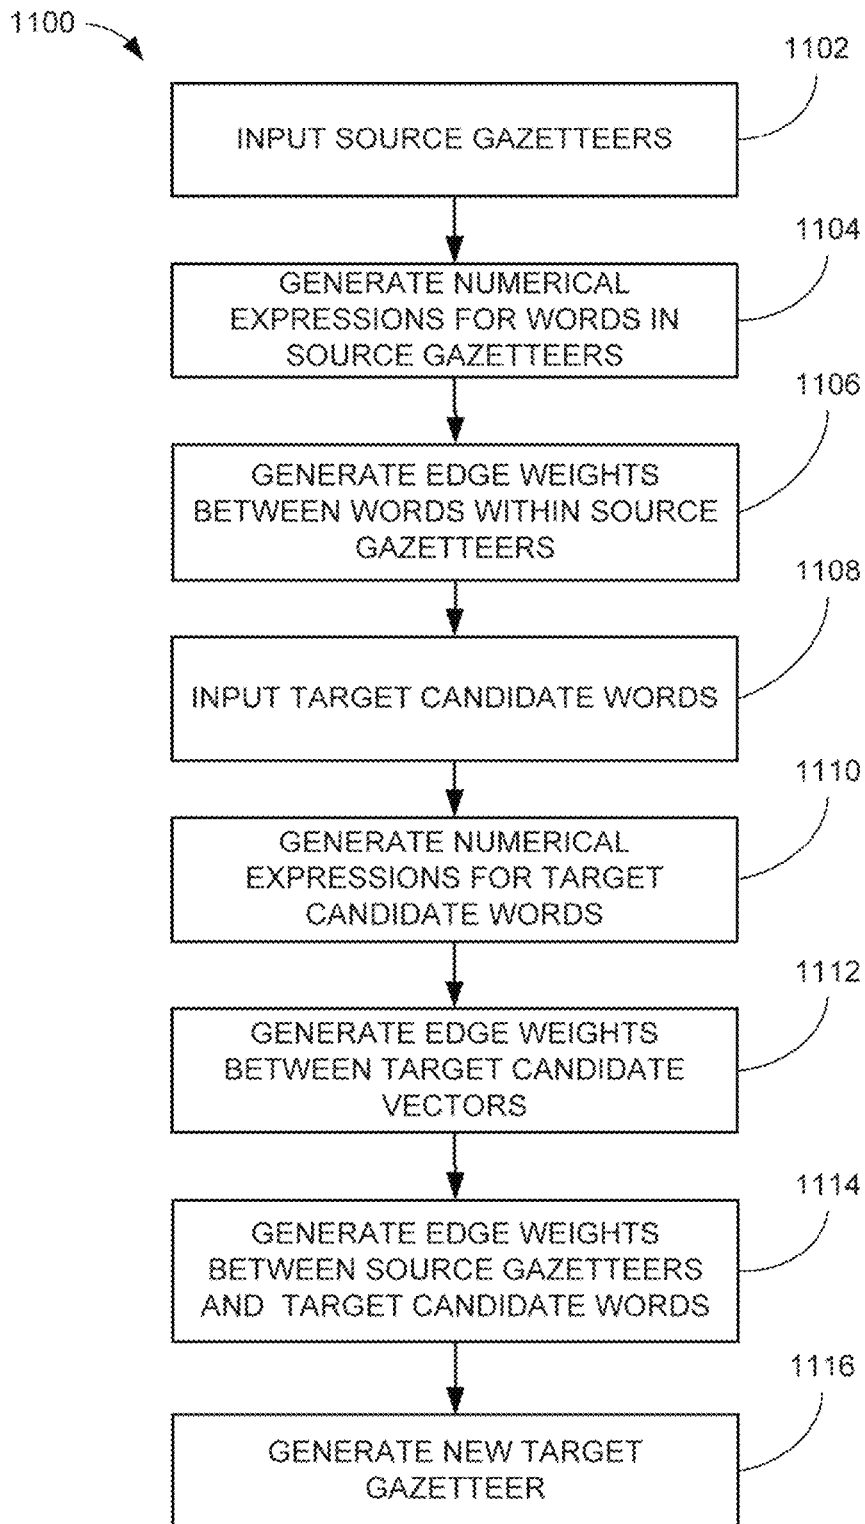 1100
1102
INPUT SOURCE GAZETTEERS
1104
GENERATE NUMERICAL
EXPRESSIONS FOR WORDS IN
SOURCE GAZETTEERS
1106
GENERATE EDGE WEIGHTS
BETWEEN WORDS WITHIN SOURCE
GAZETTEERS
1108
INPUT TARGET CANDIDATE WORDS
1110
GENERATE NUMERICAL
EXPRESSIONS FOR TARGET
CANDIDATE WORDS
1112
GENERATE EDGE WEIGHTS
BETWEEN TARGET CANDIDATE
VECTORS
1114
GENERATE EDGE WEIGHTS
BETWEEN SOURCE GAZETTEERS
AND TARGET CANDIDATE WORDS
1116
GENERATE NEW TARGET
GAZETTEER